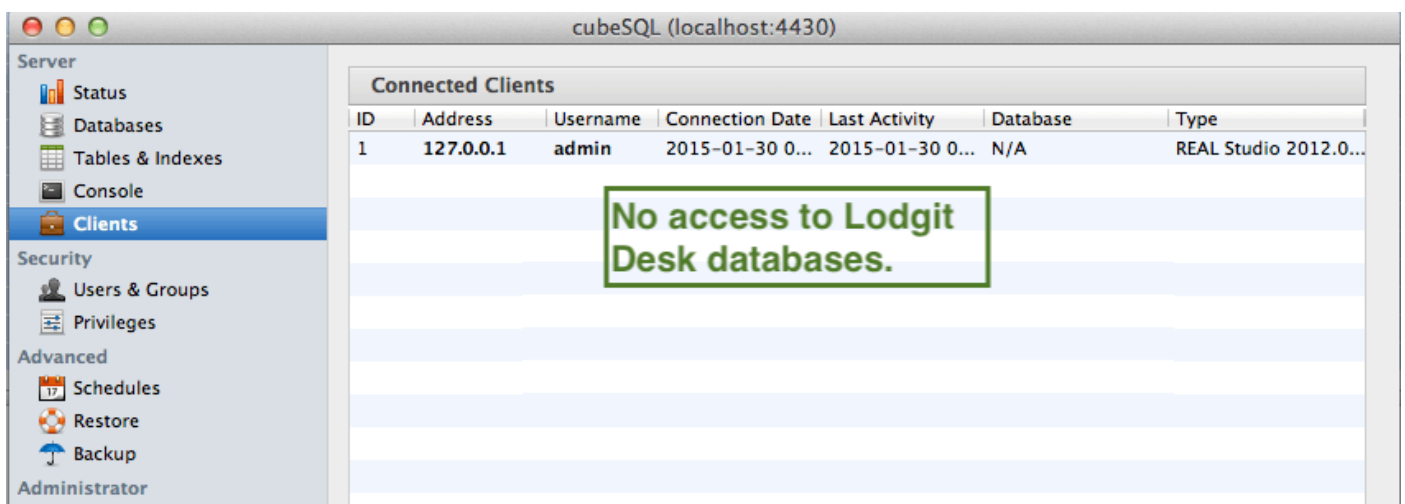 cubeSQL (localhost:4430)
Server
Status
Databases
Tables & Indexes
Console
Clients
Security
Users & Groups
Privileges
Advanced
17
Schedules
Restore
Backup
Administrator
Connected Clients
ID Address Username Connection Date Last Activity Database Type
1 127.0.0.1 admin 2015-01-30 0... 2015-01-30 0... N/A REAL Studio 2012.0...
No access to Lodgit
Desk databases.